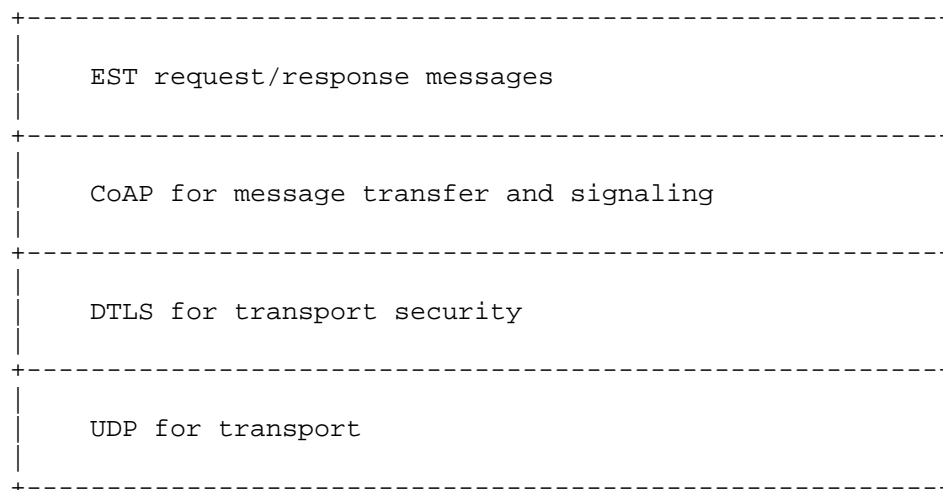 EST request/response messages
CoAP for message transfer and signaling
DTLS for transport security
UDP for transport